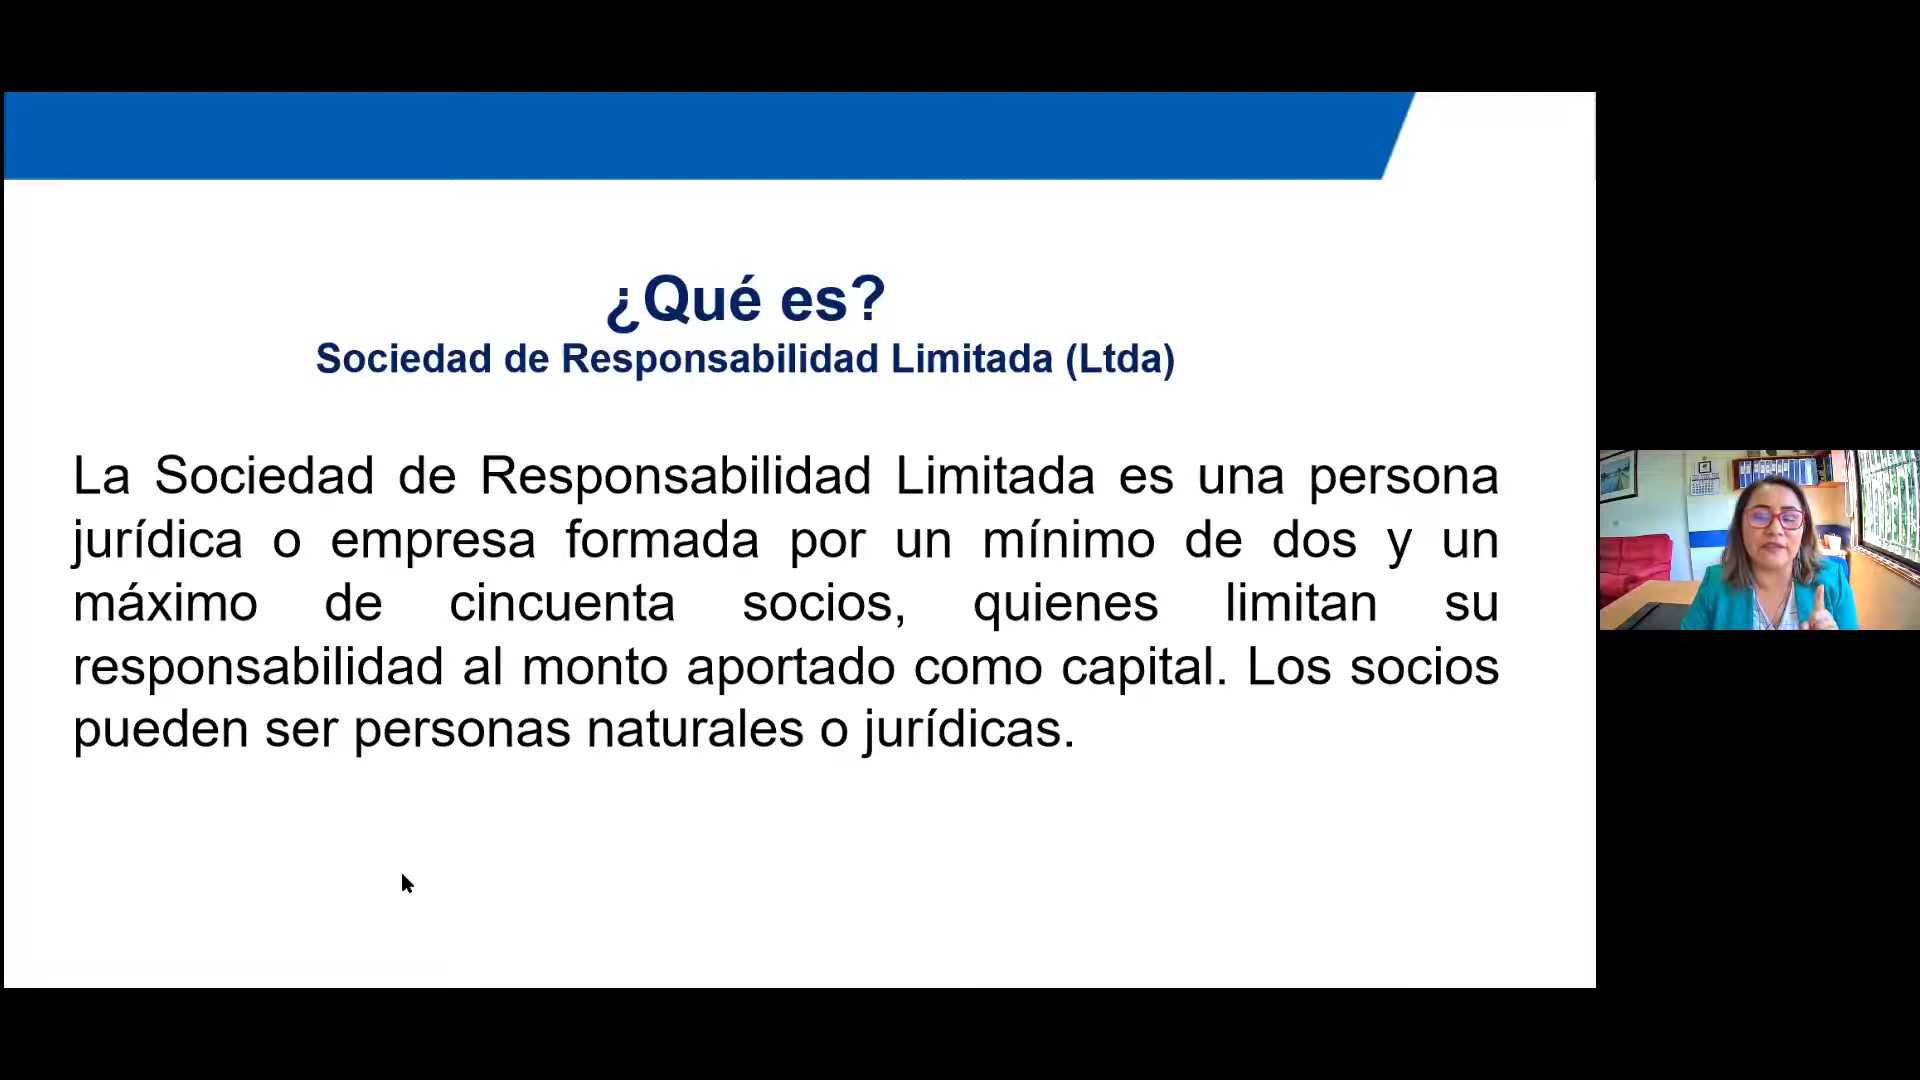 ¿Qué es?
Sociedad de Responsabilidad Limitada (Ltda)
La Sociedad de Responsabilidad Limitada es una persona
jurídica o empresa formada por un mínimo de dos y un
máximo de cincuenta socios, quienes limitan su
responsabilidad al monto aportado como capital. Los socios
pueden ser personas naturales o jurídicas.